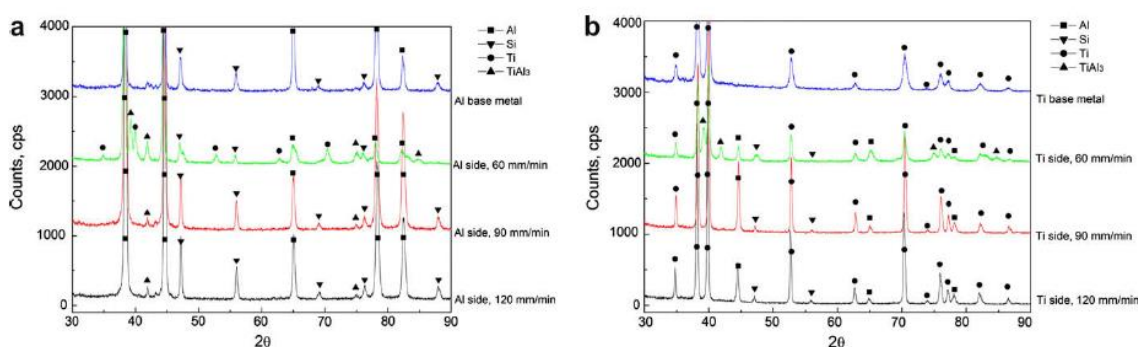 a
4000
3000
2000
1000
0
Counts, cps
Al
Si
Ti
TiAl₃
Al base metal
Al side, 60 mm/min
Al side, 90 mm/min
Al side, 120 mm/min
30 40 50 60 70 80 90
2θ
b
4000
3000
2000
1000
0
Counts, cps
Al
Si
Ti
TiAl₃
Ti base metal
Ti side, 60 mm/min
Ti side, 90 mm/min
Ti side, 120 mm/min
30 40 50 60 70 80 90
2θ